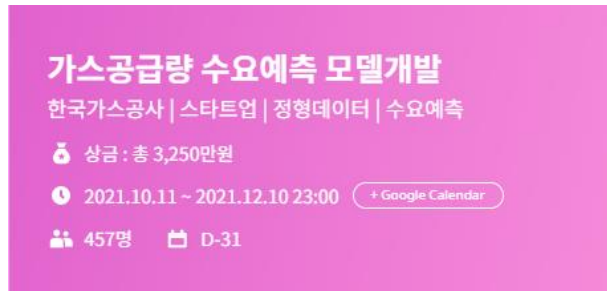 가스공급량 수요예측 모델개발
한국가스공사 | 스타트업 | 정형데이터 | 수요예측
상금 : 총 3,250만원
2021.10.11 ~ 2021.12.10 23:00 + Google Calendar
457명 D-31